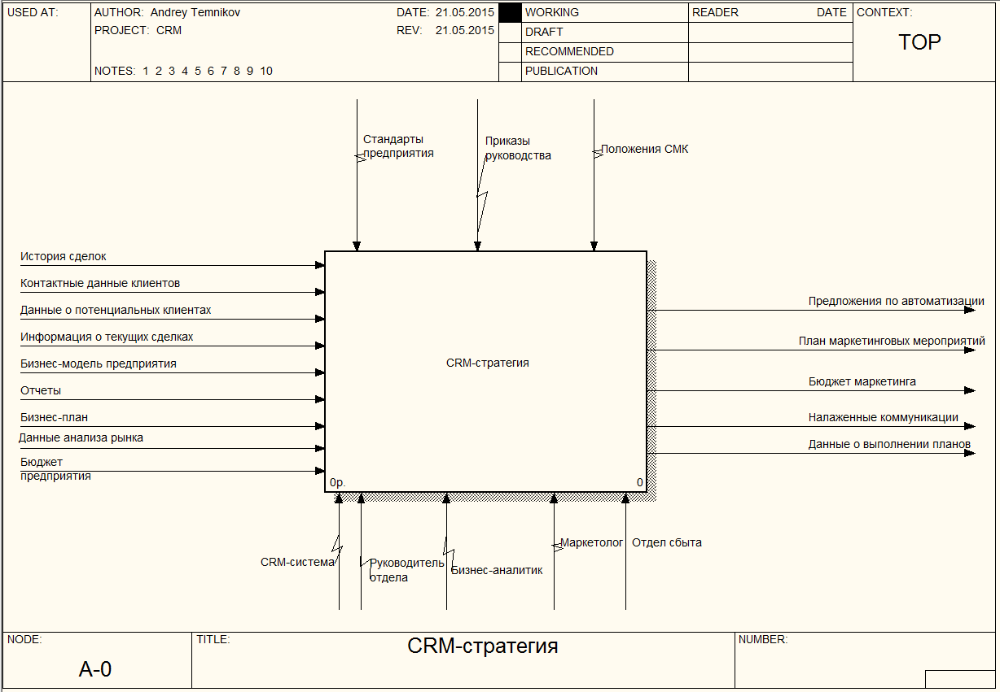 USED AT:
AUTHOR: Andrey Temnikov
DATE: 21.05.2015
PROJECT: CRM
REV: 21.05.2015
NOTES: 1 2 3 4 5 6 7 8 9 10
WORKING
DRAFT
RECOMMENDED
PUBLICATION
READER
DATE
CONTEXT:
TOP
Стандарты
предприятия
Приказы
руководства
Положения СМК
История сделок
Контактные данные клиентов
Данные о потенциальных клиентах
Информация о текущих сделках
Бизнес-модель предприятия
Отчеты
Бизнес-план
Данные анализа рынка
Бюджет
предприятия
CRM-стратегия
0р.
0
Предложения по автоматизации
План маркетинговых мероприятий
Бюджет маркетинга
Налаженные коммуникации
Данные о выполнении планов
CRM-система
Руководитель
отдела
Бизнес-аналитик
Маркетолог
Отдел сбыта
NODE:
A-0
TITLE:
CRM-стратегия
NUMBER: